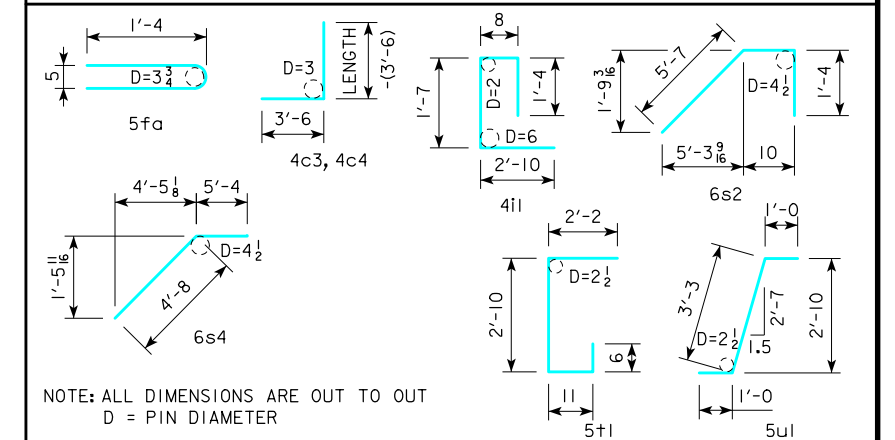 1'-4
5
D=3 3/4
5fa
D=3
LENGTH
-(3'-6)
3'-6
4c3, 4c4
8
1'-7
D=2
1'-4
D=6
2'-10
4i1
5'-7
1'-9 3/16
D=4 1/2
1'-4
5'-3 9/16
10
6s2
4'-5 1/8
5'-4
1'-5 11/16
D=4 1/2
4'-8
6s4
2'-2
D=2 1/2
2'-10
6
11
5t1
1'-0
3'-3
2'-7
1.5
2'-10
D=2 1/2
1'-0
5u1
NOTE: ALL DIMENSIONS ARE OUT TO OUT
D = PIN DIAMETER